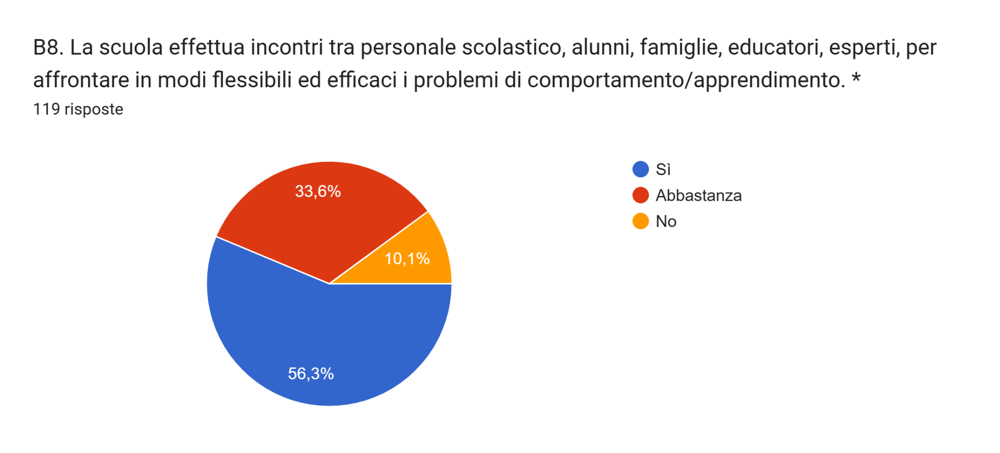 B8. La scuola effettua incontri tra personale scolastico, alunni, famiglie, educatori, esperti, per
affrontare in modi flessibili ed efficaci i problemi di comportamento/apprendimento. *
119 risposte
Sì
Abbastanza
No
33,6%
10,1%
56,3%